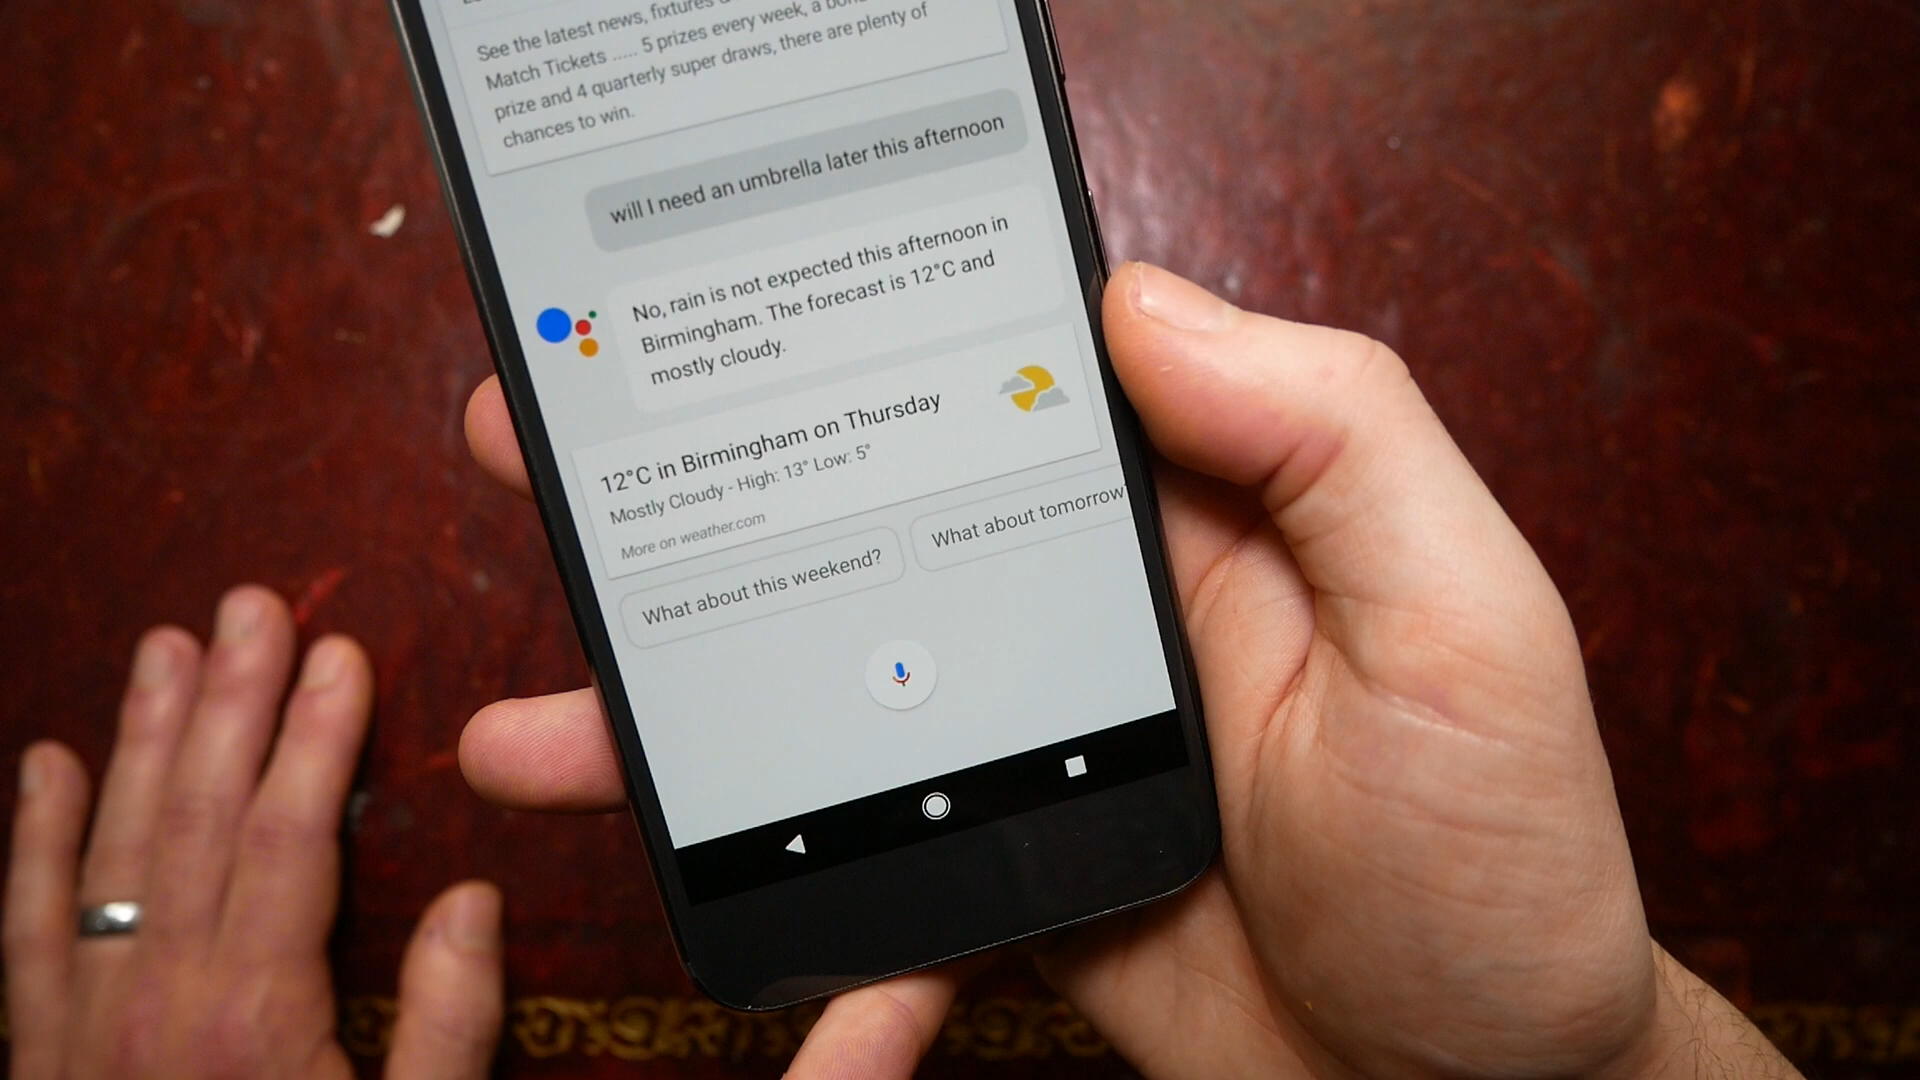 See the latest news, fixtures
Match Tickets ..... 5 prizes every week, a
prize and 4 quarterly super draws, there are plenty of
chances to win.
will I need an umbrella later this afternoon
No, rain is not expected this afternoon in
Birmingham. The forecast is 12°C and
mostly cloudy.
12°C in Birmingham on Thursday
Mostly Cloudy - High: 13° Low: 5°
More on weather.com
What about this weekend?
What about tomorrow